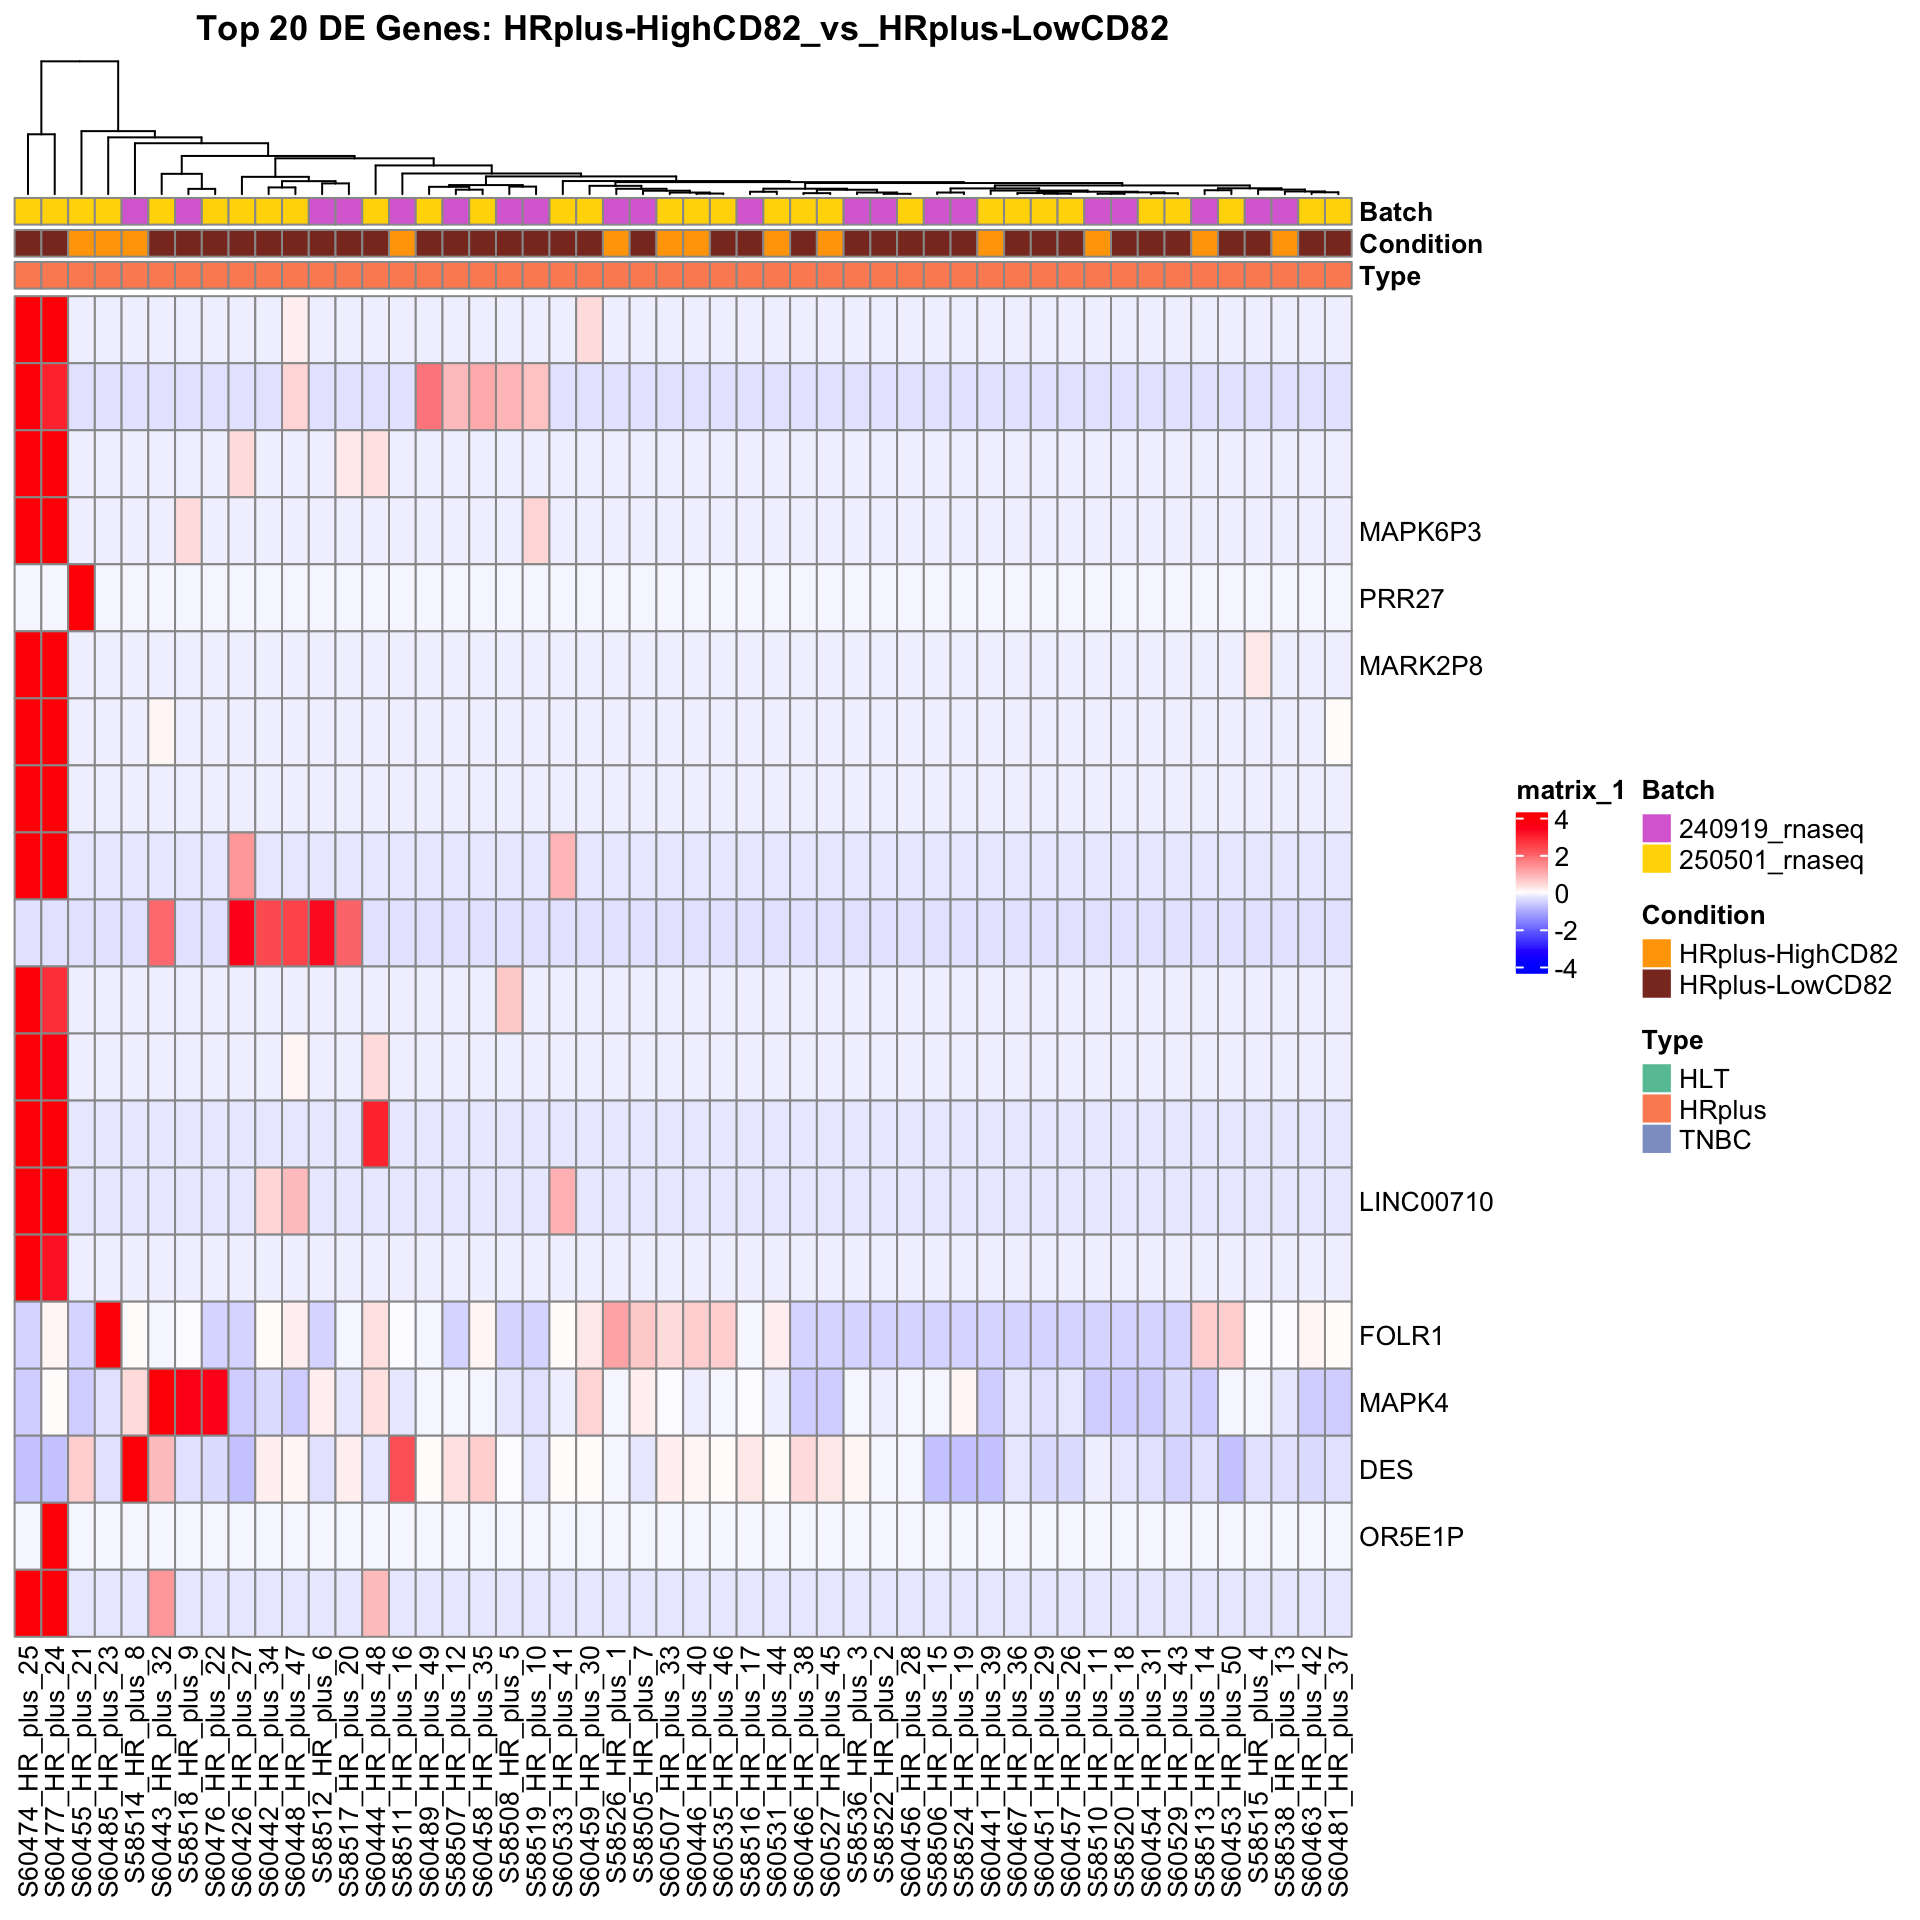 Top 20 DE Genes: HRplus-HighCD82_vs_HRplus-LowCD82
Batch
Condition
Type
MAPK6P3
PRR27
MARK2P8
LINC00710
FOLR1
MAPK4
DES
OR5E1P
matrix_1
4
2
0
-2
-4
Batch
240919_rnaseq
250501_rnaseq
Condition
HRplus-HighCD82
HRplus-LowCD82
Type
HLT
HRplus
TNBC
S60474_HR_plus_25
S60477_HR_plus_24
S60455_HR_plus_21
S60485_HR_plus_23
S58514_HR_plus_8
S60443_HR_plus_32
S58518_HR_plus_9
S60476_HR_plus_22
S60426_HR_plus_27
S60442_HR_plus_34
S60448_HR_plus_47
S58512_HR_plus_6
S58517_HR_plus_20
S60444_HR_plus_48
S58511_HR_plus_16
S60489_HR_plus_49
S58507_HR_plus_12
S60458_HR_plus_35
S58508_HR_plus_5
S58519_HR_plus_10
S60533_HR_plus_41
S60459_HR_plus_30
S58526_HR_plus_1
S58505_HR_plus_7
S60507_HR_plus_33
S60446_HR_plus_40
S60535_HR_plus_46
S58516_HR_plus_17
S60531_HR_plus_44
S60466_HR_plus_38
S60527_HR_plus_45
S58536_HR_plus_3
S58522_HR_plus_2
S60456_HR_plus_28
S58506_HR_plus_15
S58524_HR_plus_19
S60441_HR_plus_39
S60467_HR_plus_36
S60451_HR_plus_29
S60457_HR_plus_26
S58510_HR_plus_11
S58520_HR_plus_18
S60454_HR_plus_31
S60529_HR_plus_43
S58513_HR_plus_14
S60453_HR_plus_50
S58515_HR_plus_4
S58538_HR_plus_13
S60463_HR_plus_42
S60481_HR_plus_37